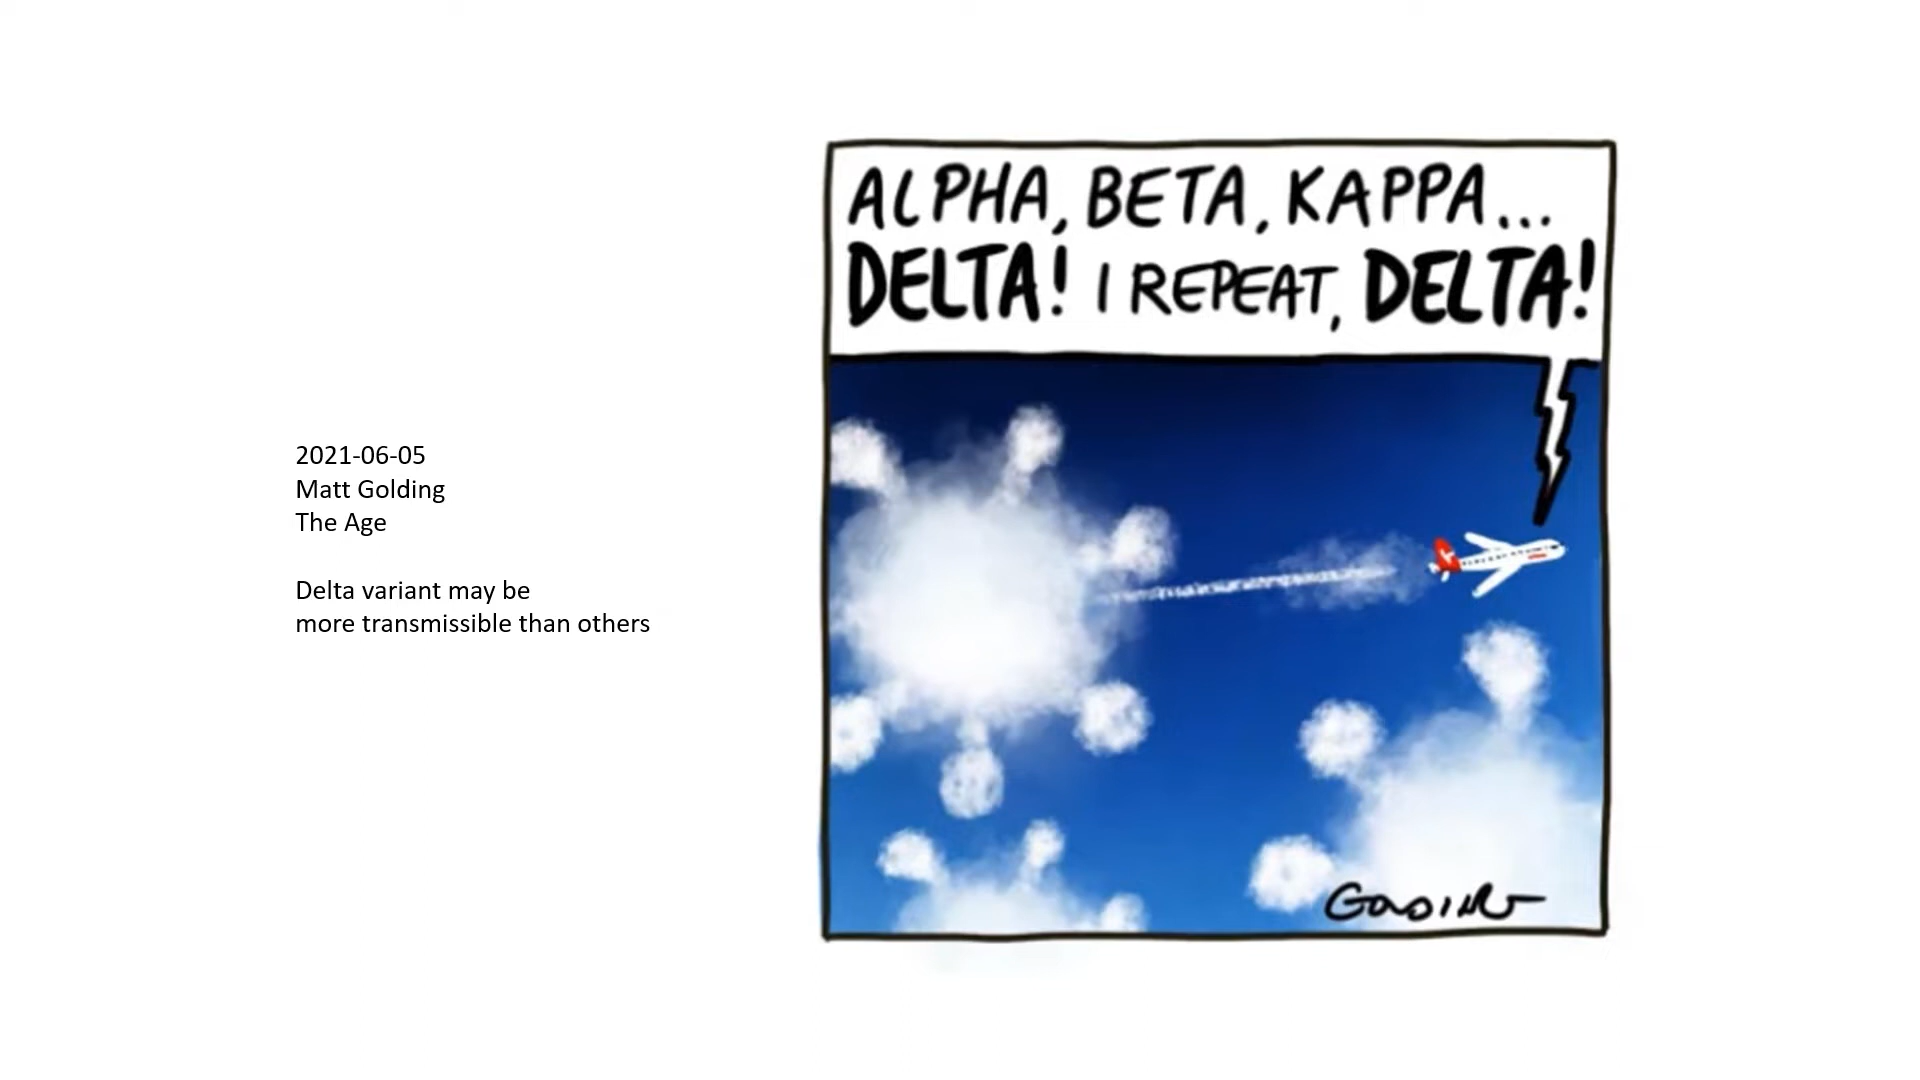 2021-06-05
Matt Golding
The Age
Delta variant may be
more transmissible than others
ALPHA, BETA, KAPPA...
DELTA! I REPEAT, DELTA!
GOLDING